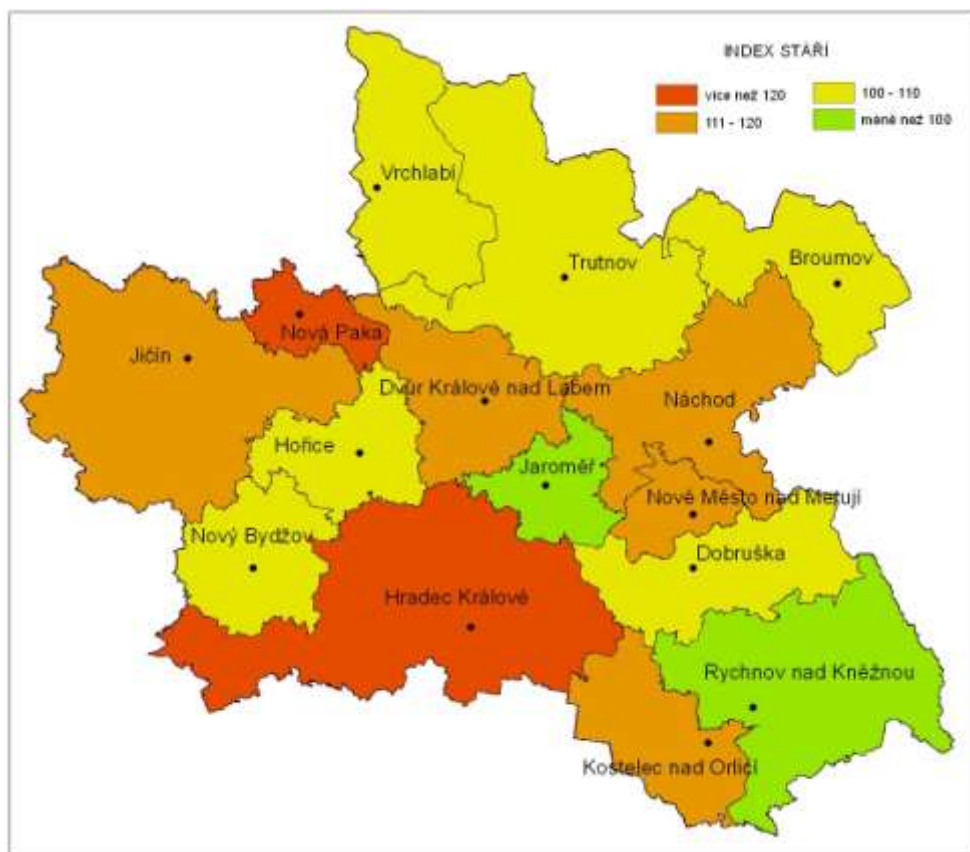 INDEX STÁŘÍ
více než 120
100 - 110
111 - 120
méně než 100
Vrchlabí
Trutnov
Broumov
Nová Paka
Jičín
Dvůr Králové nad Labem
Náchod
Hořice
Jaroměř
Nové Město nad Metují
Nový Bydžov
Dobruška
Hradec Králové
Rychnov nad Kněžnou
Kostelec nad Orlicí